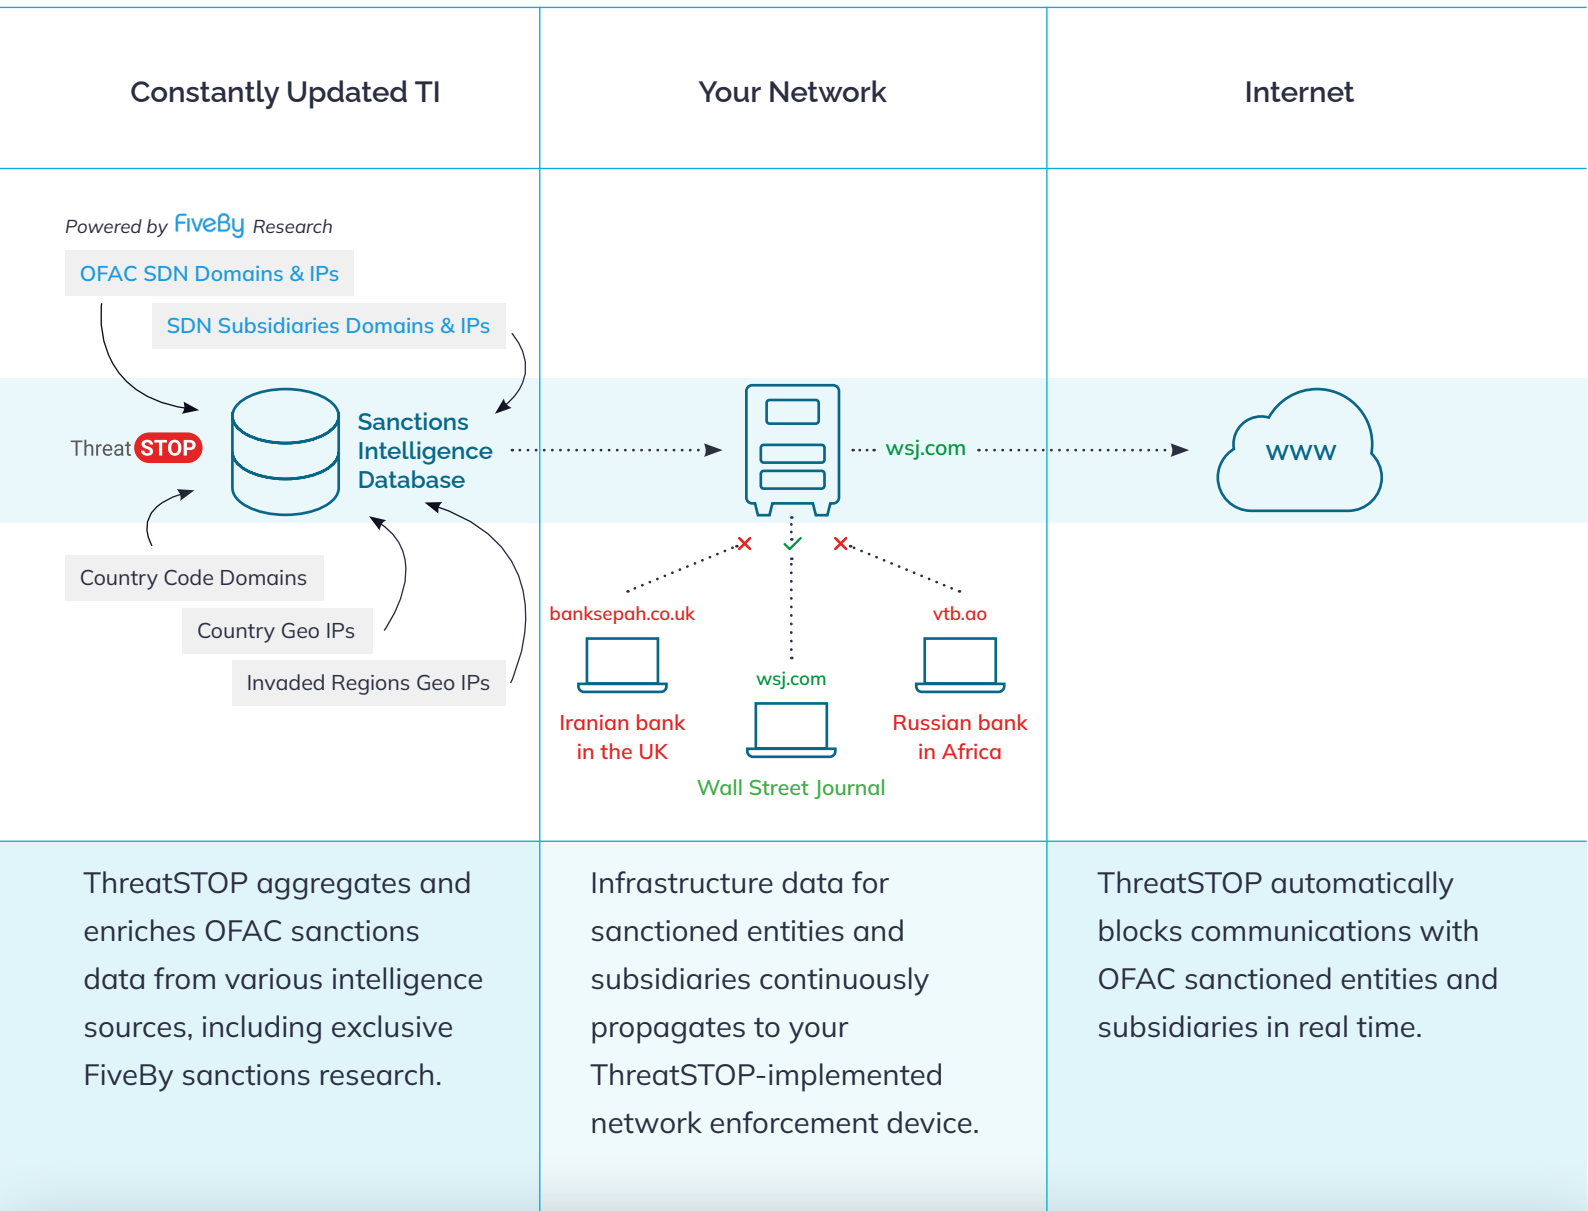 Constantly Updated TI
Your Network
Internet
Powered by FiveBy Research
OFAC SDN Domains & IPs
SDN Subsidiaries Domains & IPs
ThreatSTOP
Sanctions
Intelligence
Database
Country Code Domains
Country Geo IPs
Invaded Regions Geo IPs
wsj.com
banksepah.co.uk
Iranian bank
in the UK
wsj.com
Wall Street Journal
vtb.ao
Russian bank
in Africa
www
ThreatSTOP aggregates and
enriches OFAC sanctions
data from various intelligence
sources, including exclusive
FiveBy sanctions research.
Infrastructure data for
sanctioned entities and
subsidiaries continuously
propagates to your
ThreatSTOP-implemented
network enforcement device.
ThreatSTOP automatically
blocks communications with
OFAC sanctioned entities and
subsidiaries in real time.